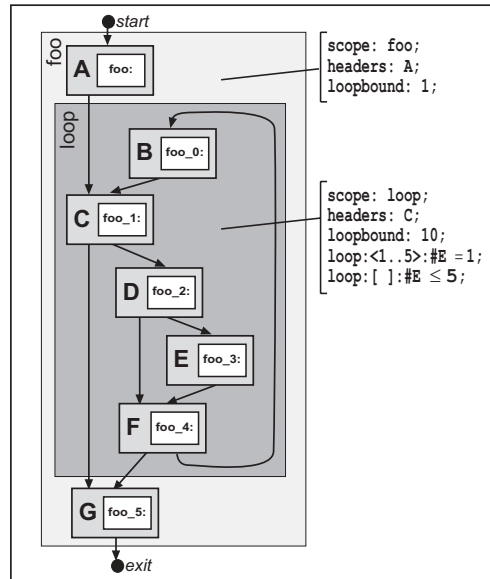 start
foo
A foo:
scope: foo;
headers: A;
loopbound: 1;
loop
B foo_0:
C foo_1:
scope: loop;
headers: C;
loopbound: 10;
loop:<1..5>:#E =1;
loop:[ ]:#E ≤ 5;
D foo_2:
E foo_3:
F foo_4:
G foo_5:
exit